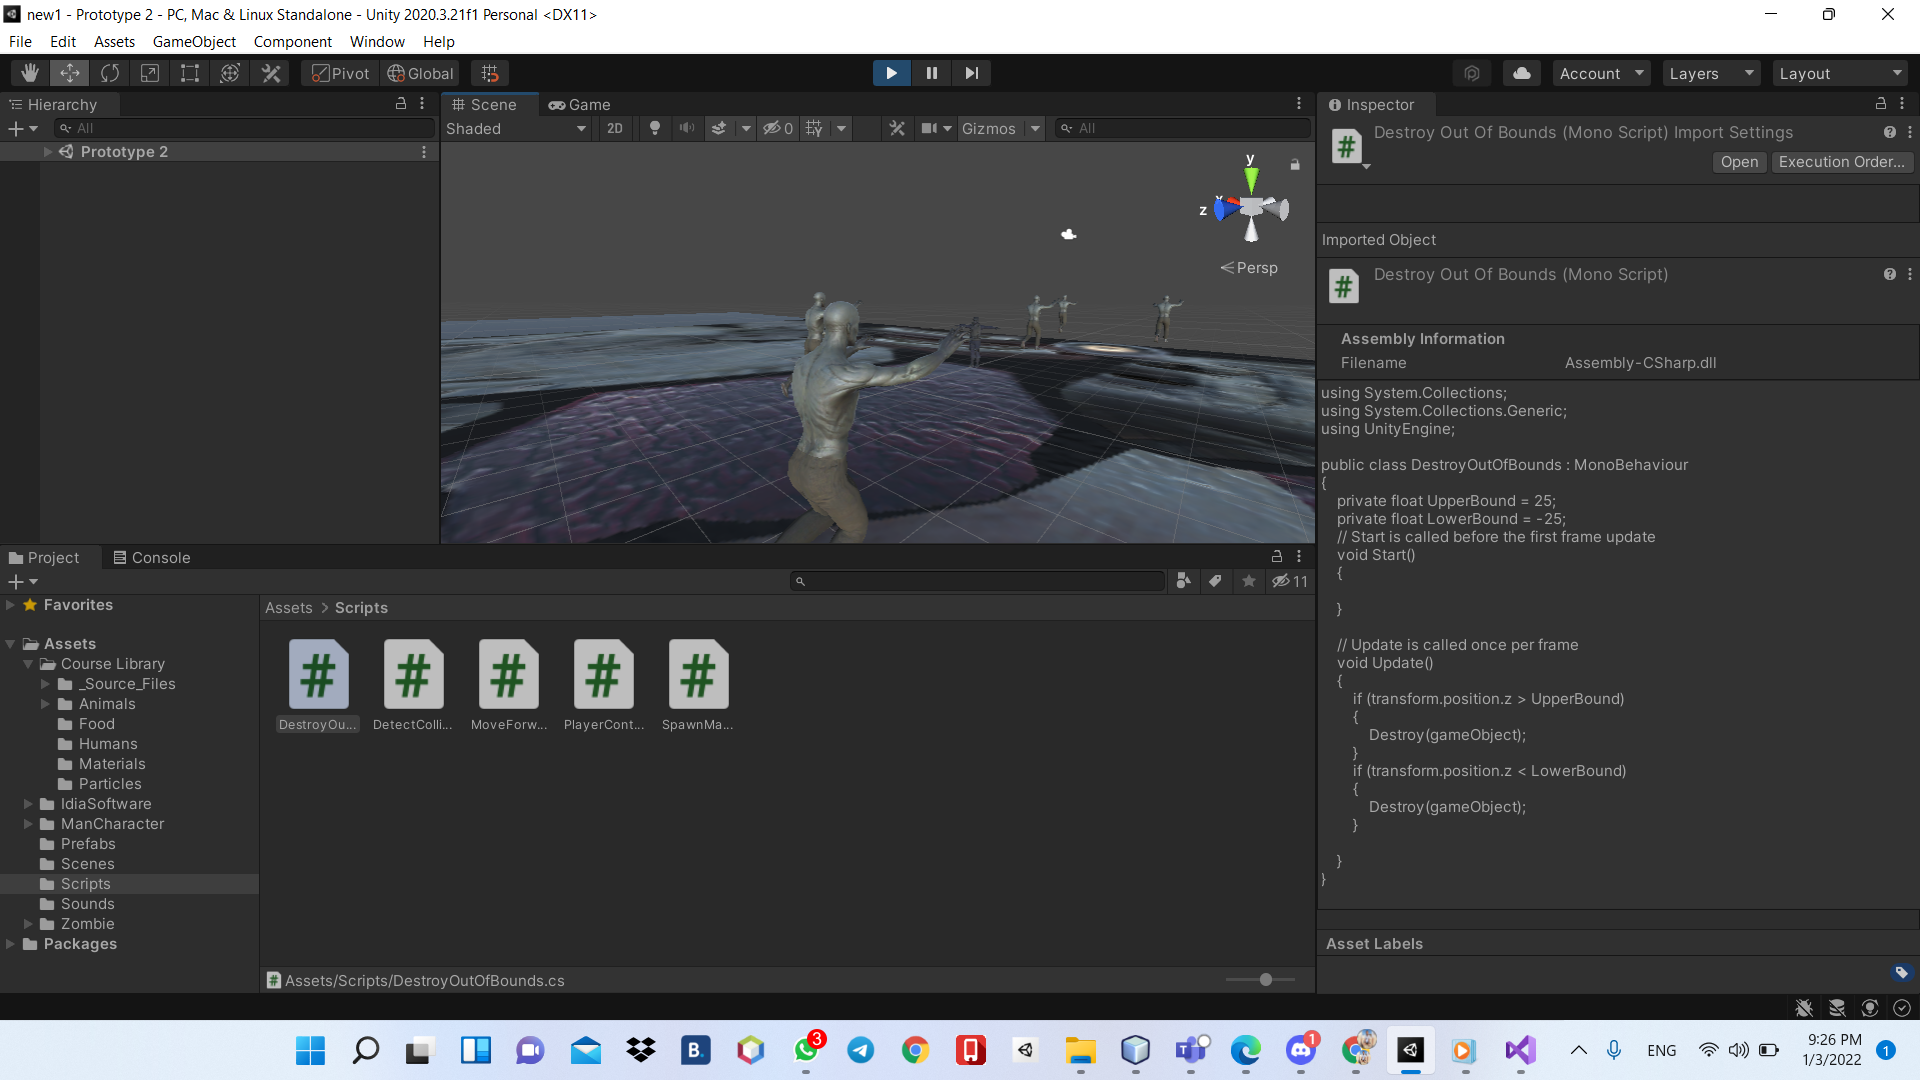 new1 - Prototype 2 - PC, Mac & Linux Standalone - Unity 2020.3.21f1 Personal <DX11>
File Edit Assets GameObject Component Window Help
Pivot Global Account Layers Layout
Hierarchy
All
Prototype 2
Scene Game
Shaded 2D 0 Gizmos All
y
x
z
Persp
Inspector
Destroy Out Of Bounds (Mono Script) Import Settings
Open Execution Order...
Imported Object
Destroy Out Of Bounds (Mono Script)
Assembly Information
Filename Assembly-CSharp.dll
using System.Collections;
using System.Collections.Generic;
using UnityEngine;
public class DestroyOutOfBounds : MonoBehaviour
{
private float UpperBound = 25;
private float LowerBound = -25;
// Start is called before the first frame update
void Start()
{
}
// Update is called once per frame
void Update()
{
if (transform.position.z > UpperBound)
{
Destroy(gameObject);
}
if (transform.position.z < LowerBound)
{
Destroy(gameObject);
}
}
}
Asset Labels
Project Console
11
Favorites
Assets
Course Library
_Source_Files
Animals
Food
Humans
Materials
Particles
IdiaSoftware
ManCharacter
Prefabs
Scenes
Scripts
Sounds
Zombie
Packages
Assets > Scripts
DestroyOu... DetectColli... MoveForw... PlayerCont... SpawnMa...
Assets/Scripts/DestroyOutOfBounds.cs
B.
3
1
ENG
9:26 PM
1/3/2022
1